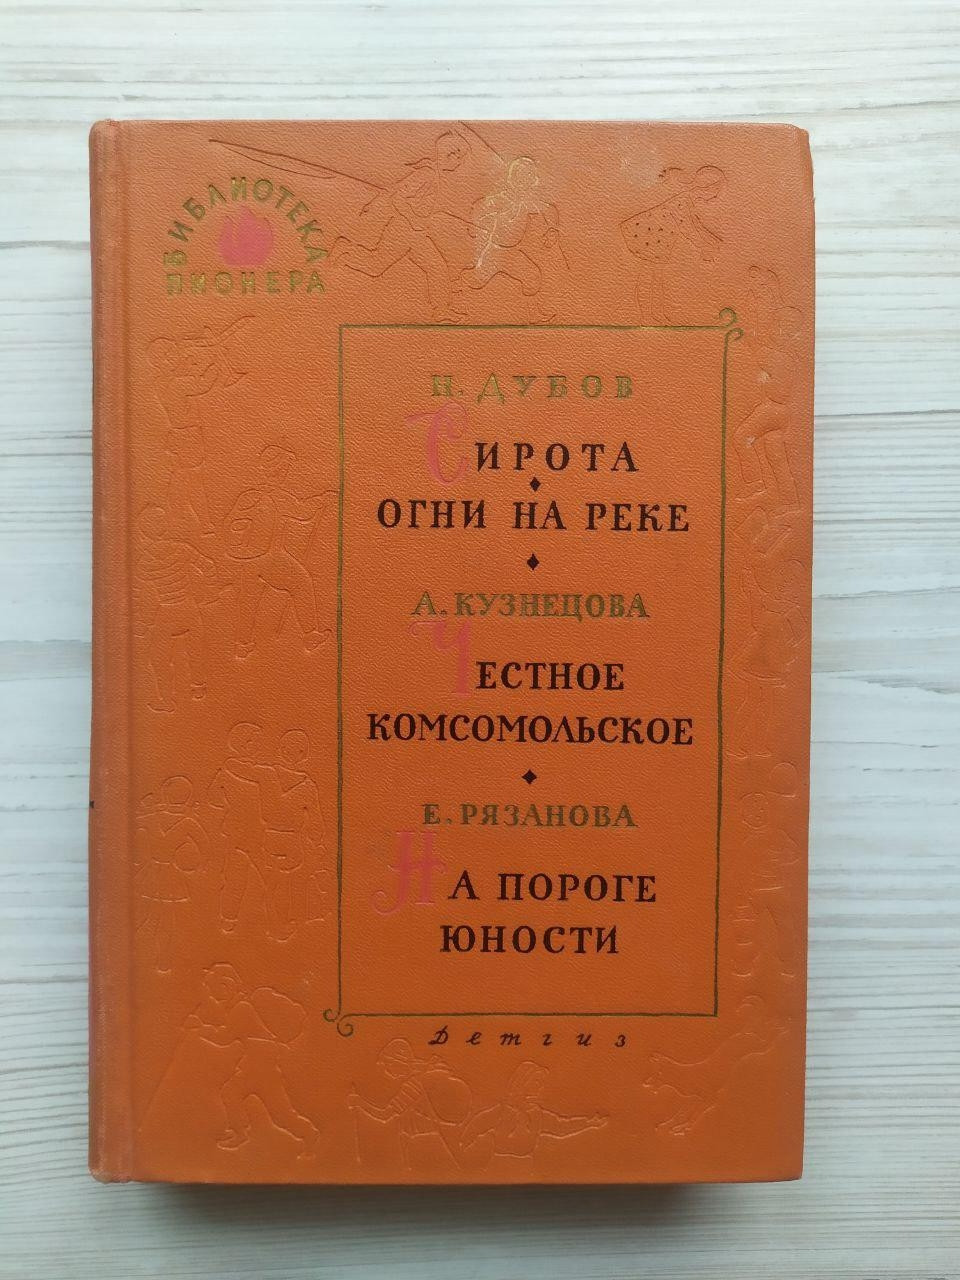 БИБЛИОТЕКА
ПИОНЕРА
Н. ДУБОВ
СИРОТА
ОГНИ НА РЕКЕ
А. КУЗНЕЦОВА
ЧЕСТНОЕ
КОМСОМОЛЬСКОЕ
Е. РЯЗАНОВА
НА ПОРОГЕ
ЮНОСТИ
Детгиз